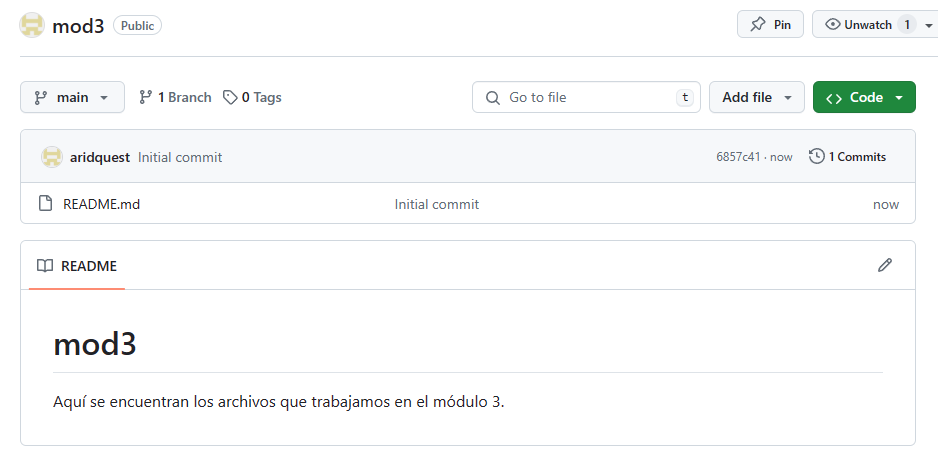 mod3 Public Pin Unwatch 1
main 1 Branch 0 Tags Go to file t Add file Code
aridquest Initial commit 6857c41 · now 1 Commits
README.md Initial commit now
README
mod3
Aquí se encuentran los archivos que trabajamos en el módulo 3.